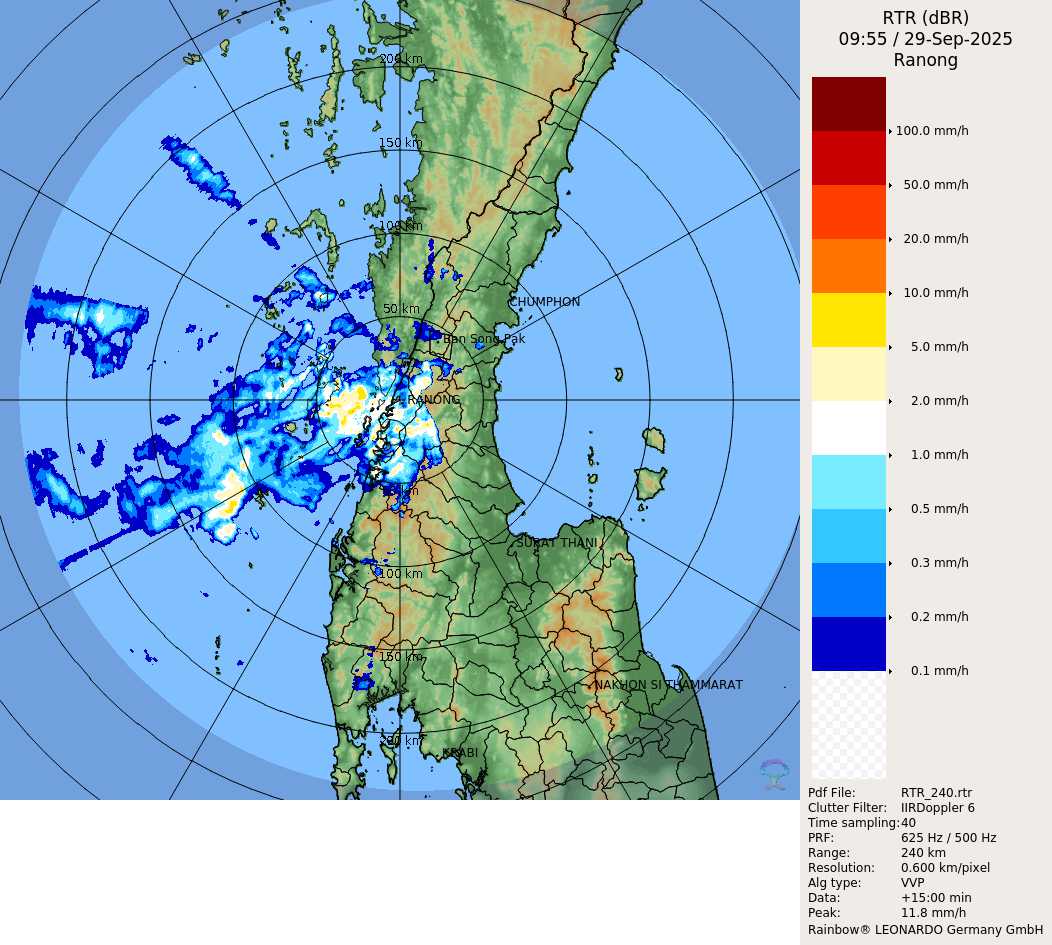 RTR (dBR)
09:55 / 29-Sep-2025
Ranong
200 km
150 km
100 km
CHUMPHON
50 km
Ban Song Pak
RANONG
50 km
SURAT THANI
100 km
150 km
NAKHON SI THAMMARAT
200 km
KRABI
100.0 mm/h
50.0 mm/h
20.0 mm/h
10.0 mm/h
5.0 mm/h
2.0 mm/h
1.0 mm/h
0.5 mm/h
0.3 mm/h
0.2 mm/h
0.1 mm/h
Pdf File: RTR_240.rtr
Clutter Filter: IIRDoppler 6
Time sampling: 40
PRF: 625 Hz / 500 Hz
Range: 240 km
Resolution: 0.600 km/pixel
Alg type: VVP
Data: +15:00 min
Peak: 11.8 mm/h
Rainbow® LEONARDO Germany GmbH